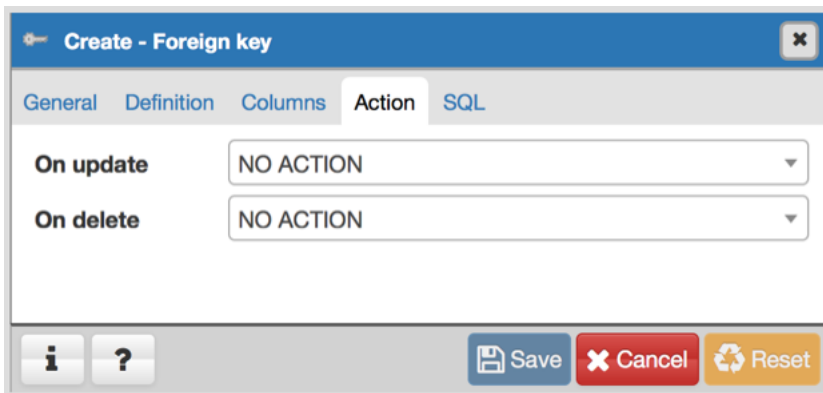 Create - Foreign key
General Definition Columns Action SQL
On update NO ACTION
On delete NO ACTION
i ? Save Cancel Reset